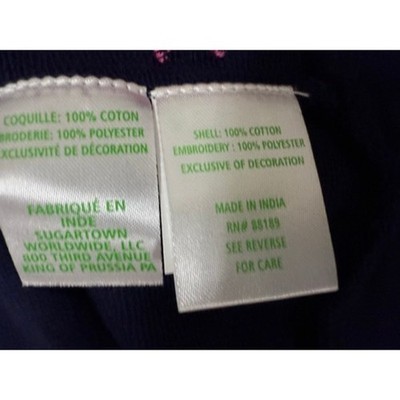 COQUILLE: 100% COTON
BRODERIE: 100% POLYESTER
EXCLUSIVITÉ DE DÉCORATION
FABRIQUÉ EN
INDE
SUGARTOWN
WORLDWIDE, LLC
800 THIRD AVENUE
KING OF PRUSSIA PA
SHELL: 100% COTTON
EMBROIDERY: 100% POLYESTER
EXCLUSIVE OF DECORATION
MADE IN INDIA
RN# 88189
SEE REVERSE
FOR CARE